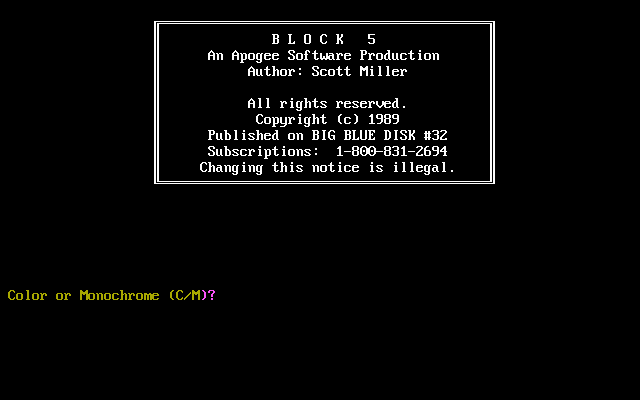 B L O C K  5
An Apogee Software Production
Author: Scott Miller
All rights reserved.
Copyright (c) 1989
Published on BIG BLUE DISK #32
Subscriptions:  1-800-831-2694
Changing this notice is illegal.
Color or Monochrome (C/M)?